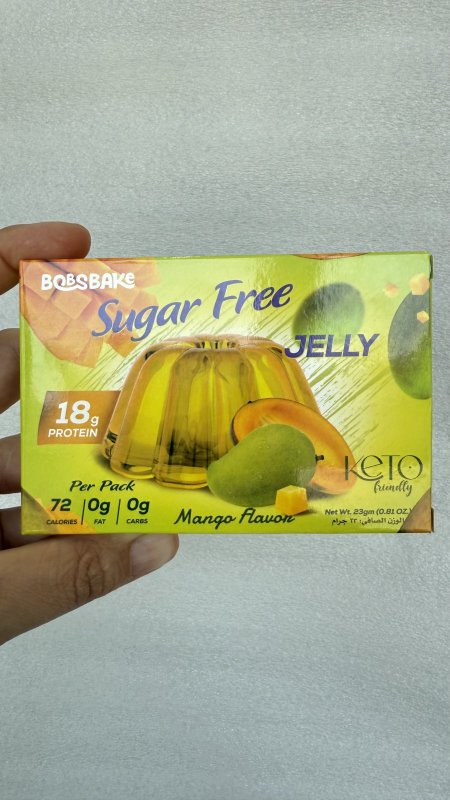 BOBSBAKE
Sugar Free
JELLY
18g
PROTEIN
Per Pack
72 0g 0g
CALORIES FAT CARBS
Mango Flavor
KETO
friendly
Net Wt. 23gm (0.81 OZ.)
الوزن الصافي: ٢٣ جرام